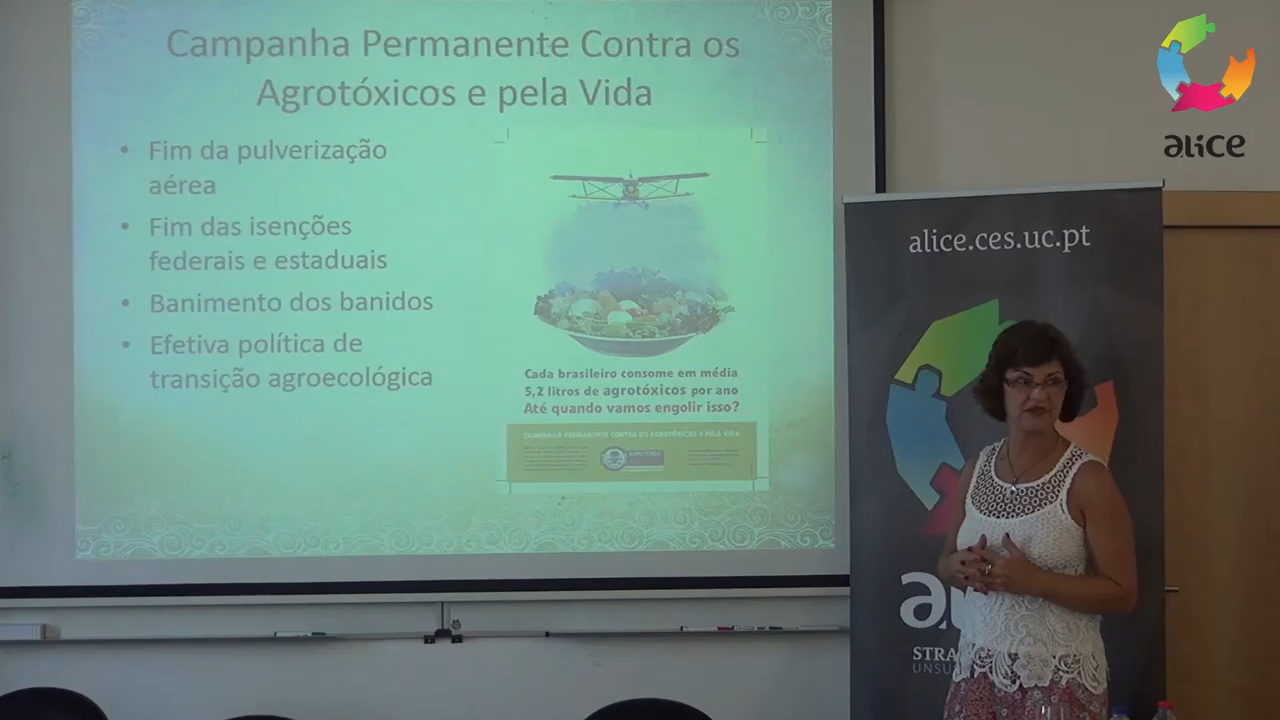 Campanha Permanente Contra os
Agrotóxicos e pela Vida
• Fim da pulverização
aérea
• Fim das isenções
federais e estaduais
• Banimento dos banidos
• Efetiva política de
transição agroecológica
Cada brasileiro consome em média
5,2 litros de agrotóxicos por ano
Até quando vamos engolir isso?
CAMPANHA PERMANENTE CONTRA OS AGROTÓXICOS E PELA VIDA
alice
alice.ces.uc.pt
STRA
UNSU